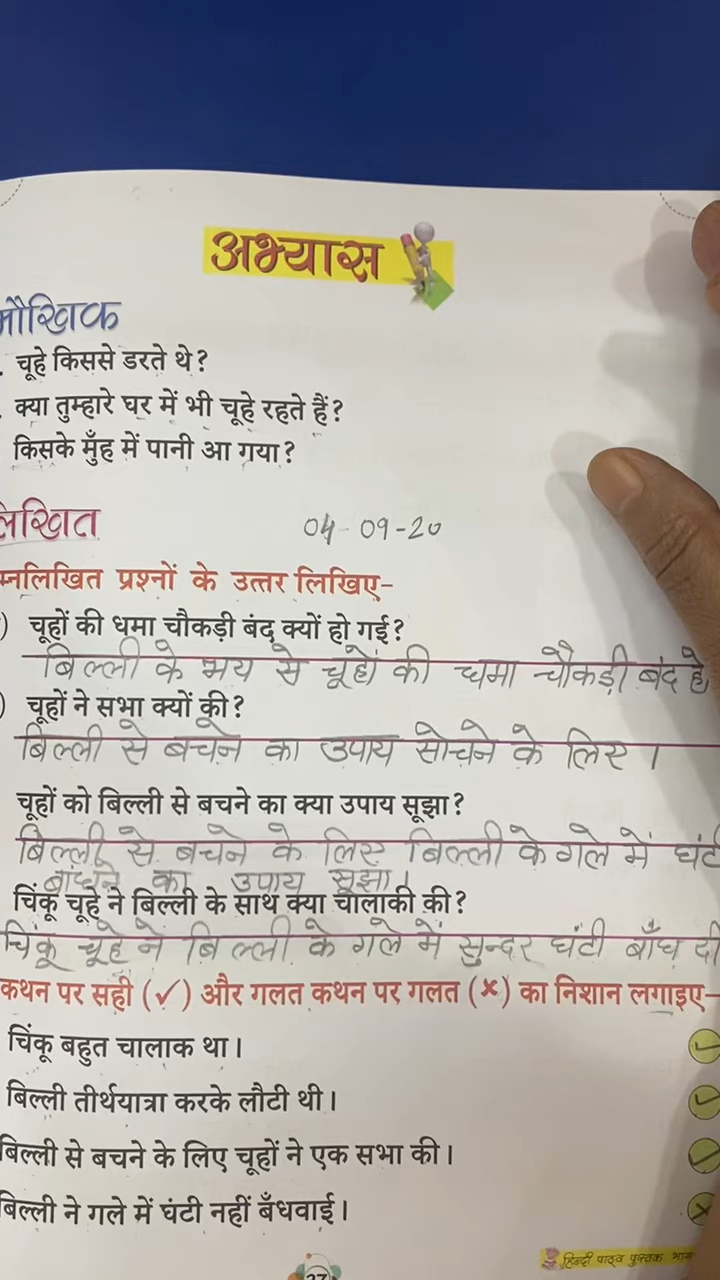 अभ्यास
मौखिक
चूहे किससे डरते थे?
क्या तुम्हारे घर में भी चूहे रहते हैं?
किसके मुँह में पानी आ गया?
लिखित
04-09-20
म्नलिखित प्रश्नों के उत्तर लिखिए-
) चूहों की धमा चौकड़ी बंद क्यों हो गई?
बिल्ली के भय से चूहों की धमा चौकड़ी बंद हो
) चूहों ने सभा क्यों की?
बिल्ली से बचने का उपाय सोचने के लिए ।
चूहों को बिल्ली से बचने का क्या उपाय सूझा?
बिल्ली से बचने के लिए बिल्ली के गले में घंटी
बाँधने का उपाय सूझा।
चिंकू चूहे ने बिल्ली के साथ क्या चालाकी की?
चिंकू चूहे ने बिल्ली के गले में सुन्दर घंटी बाँध दी
कथन पर सही (✓) और गलत कथन पर गलत (×) का निशान लगाइए-
चिंकू बहुत चालाक था। ✓
बिल्ली तीर्थयात्रा करके लौटी थी। ✓
बिल्ली से बचने के लिए चूहों ने एक सभा की। ✓
बिल्ली ने गले में घंटी नहीं बँधवाई। ×
हिन्दी पाठ्य पुस्तक भाग
27